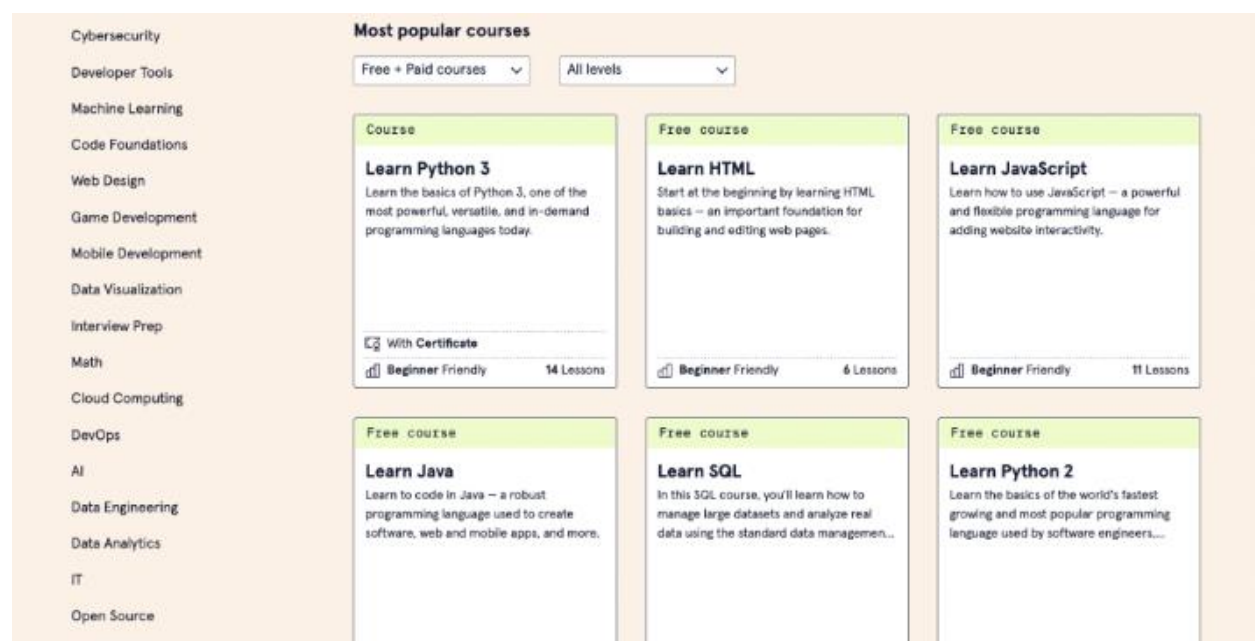 Cybersecurity
Developer Tools
Machine Learning
Code Foundations
Web Design
Game Development
Mobile Development
Data Visualization
Interview Prep
Math
Cloud Computing
DevOps
AI
Data Engineering
Data Analytics
IT
Open Source
Most popular courses
Free + Paid courses
All levels
Course
Learn Python 3
Learn the basics of Python 3, one of the
most powerful, versatile, and in-demand
programming languages today.
With Certificate
Beginner Friendly 14 Lessons
Free course
Learn HTML
Start at the beginning by learning HTML
basics — an important foundation for
building and editing web pages.
Beginner Friendly 6 Lessons
Free course
Learn JavaScript
Learn how to use JavaScript — a powerful
and flexible programming language for
adding website interactivity.
Beginner Friendly 11 Lessons
Free course
Learn Java
Learn to code in Java — a robust
programming language used to create
software, web and mobile apps, and more.
Free course
Learn SQL
In this SQL course, you'll learn how to
manage large datasets and analyze real
data using the standard data managemen...
Free course
Learn Python 2
Learn the basics of the world's fastest
growing and most popular programming
language used by software engineers,...